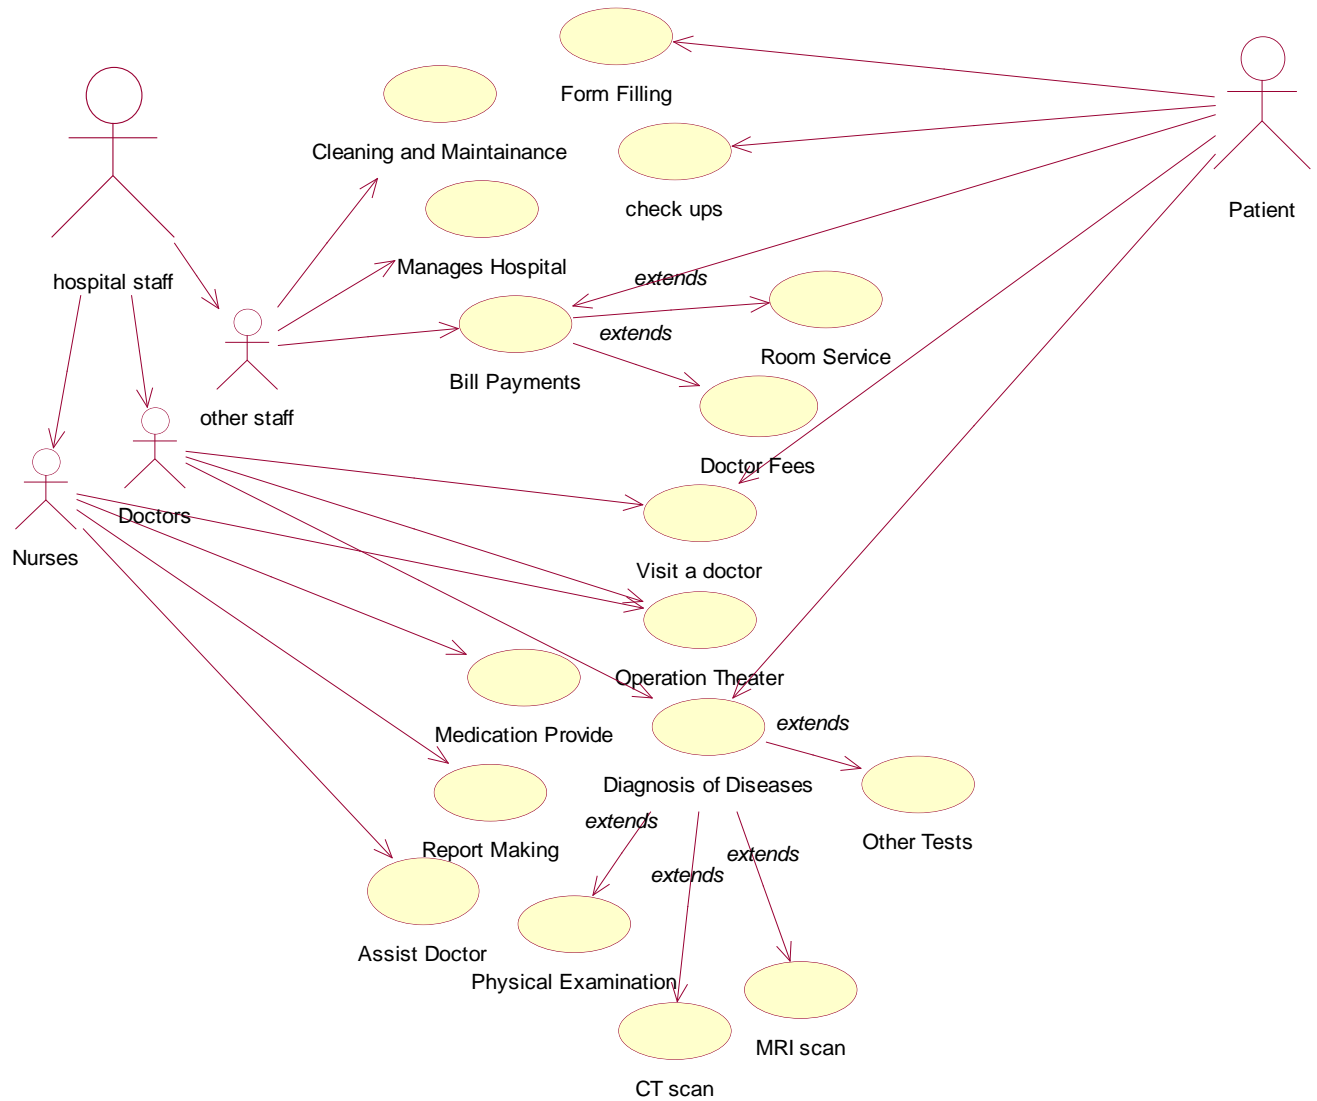 Form Filling
Cleaning and Maintainance
check ups
Patient
Manages Hospital
hospital staff
extends
extends
Room Service
Bill Payments
other staff
Doctor Fees
Doctors
Nurses
Visit a doctor
Operation Theater
extends
Medication Provide
Diagnosis of Diseases
extends
Other Tests
Report Making
extends
extends
Assist Doctor
Physical Examination
MRI scan
CT scan